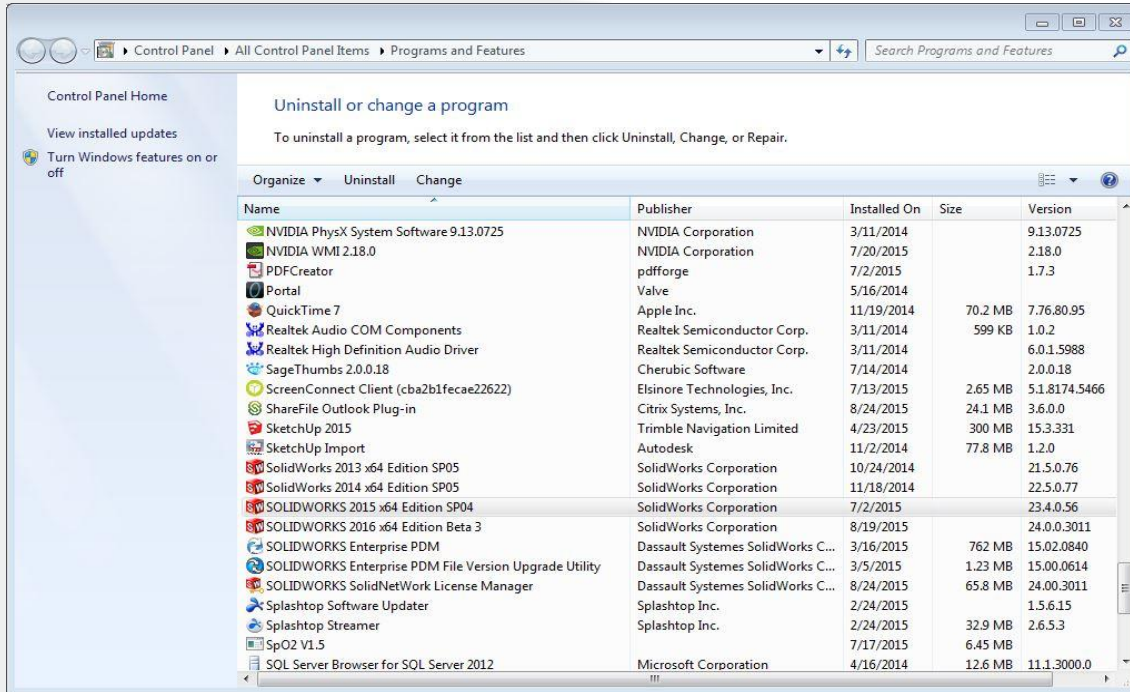 Control Panel All Control Panel Items Programs and Features Search Programs and Features
Control Panel Home
View installed updates
Turn Windows features on or
off
Uninstall or change a program
To uninstall a program, select it from the list and then click Uninstall, Change, or Repair.
Organize Uninstall Change
Name Publisher Installed On Size Version
NVIDIA PhysX System Software 9.13.0725 NVIDIA Corporation 3/11/2014 9.13.0725
NVIDIA WMI 2.18.0 NVIDIA Corporation 7/20/2015 2.18.0
PDFCreator pdfforge 7/2/2015 1.7.3
Portal Valve 5/16/2014
QuickTime 7 Apple Inc. 11/19/2014 70.2 MB 7.76.80.95
Realtek Audio COM Components Realtek Semiconductor Corp. 3/11/2014 599 KB 1.0.2
Realtek High Definition Audio Driver Realtek Semiconductor Corp. 3/11/2014 6.0.1.5988
SageThumbs 2.0.0.18 Cherubic Software 7/14/2014 2.0.0.18
ScreenConnect Client (cba2b1fecae22622) Elsinore Technologies, Inc. 7/13/2015 2.65 MB 5.1.8174.5466
ShareFile Outlook Plug-in Citrix Systems, Inc. 8/24/2015 24.1 MB 3.6.0.0
SketchUp 2015 Trimble Navigation Limited 4/23/2015 300 MB 15.3.331
SketchUp Import Autodesk 11/2/2014 77.8 MB 1.2.0
SolidWorks 2013 x64 Edition SP05 SolidWorks Corporation 10/24/2014 21.5.0.76
SolidWorks 2014 x64 Edition SP05 SolidWorks Corporation 11/18/2014 22.5.0.77
SOLIDWORKS 2015 x64 Edition SP04 SolidWorks Corporation 7/2/2015 23.4.0.56
SOLIDWORKS 2016 x64 Edition Beta 3 SolidWorks Corporation 8/19/2015 24.0.0.3011
SOLIDWORKS Enterprise PDM Dassault Systemes SolidWorks C... 3/16/2015 762 MB 15.02.0840
SOLIDWORKS Enterprise PDM File Version Upgrade Utility Dassault Systemes SolidWorks C... 3/5/2015 1.23 MB 15.00.0614
SOLIDWORKS SolidNetWork License Manager Dassault Systemes SolidWorks C... 8/24/2015 65.8 MB 24.00.3011
Splashtop Software Updater Splashtop Inc. 2/24/2015 1.5.6.15
Splashtop Streamer Splashtop Inc. 2/24/2015 32.9 MB 2.6.5.3
SpO2 V1.5 7/17/2015 6.45 MB
SQL Server Browser for SQL Server 2012 Microsoft Corporation 4/16/2014 12.6 MB 11.1.3000.0